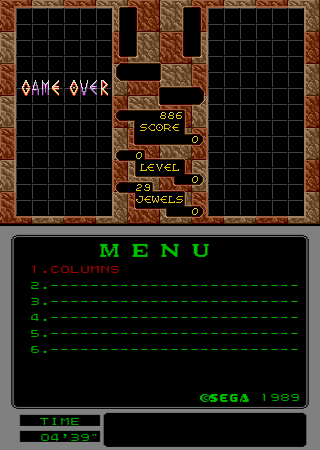 GAME OVER
886
SCORE
0
0
LEVEL
0
29
JEWELS
0
MENU
1.COLUMNS
2.--------------------------
3.--------------------------
4.--------------------------
5.--------------------------
6.--------------------------
©SEGA 1989
TIME
04'39"